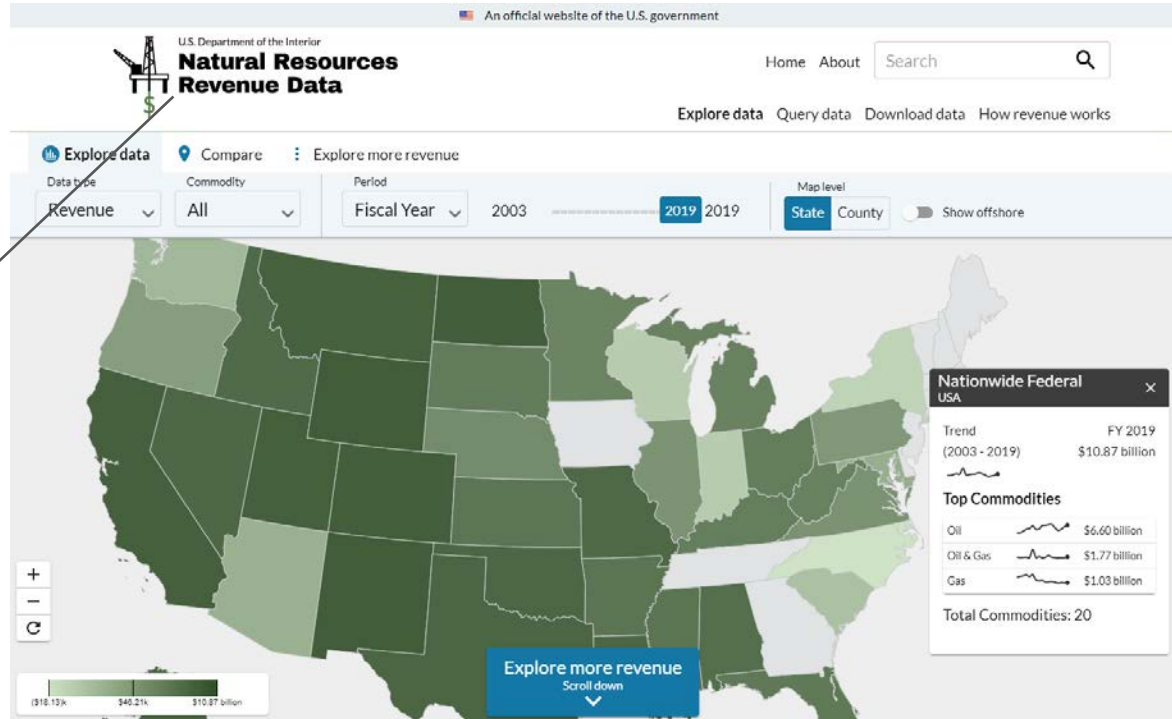 An official website of the U.S. government
U.S. Department of the Interior
Natural Resources
Revenue Data
Home About Search
Explore data Query data Download data How revenue works
Explore data Compare Explore more revenue
Data type Commodity Period Map level
Revenue All Fiscal Year 2003 2019 2019 State County Show offshore
Nationwide Federal
USA
Trend FY 2019
(2003 - 2019) $10.87 billion
Top Commodities
Oil $6.60 billion
Oil & Gas $1.77 billion
Gas $1.03 billion
Total Commodities: 20
+
−
Explore more revenue
Scroll down
($18.13)k $46.21k $10.87 billion